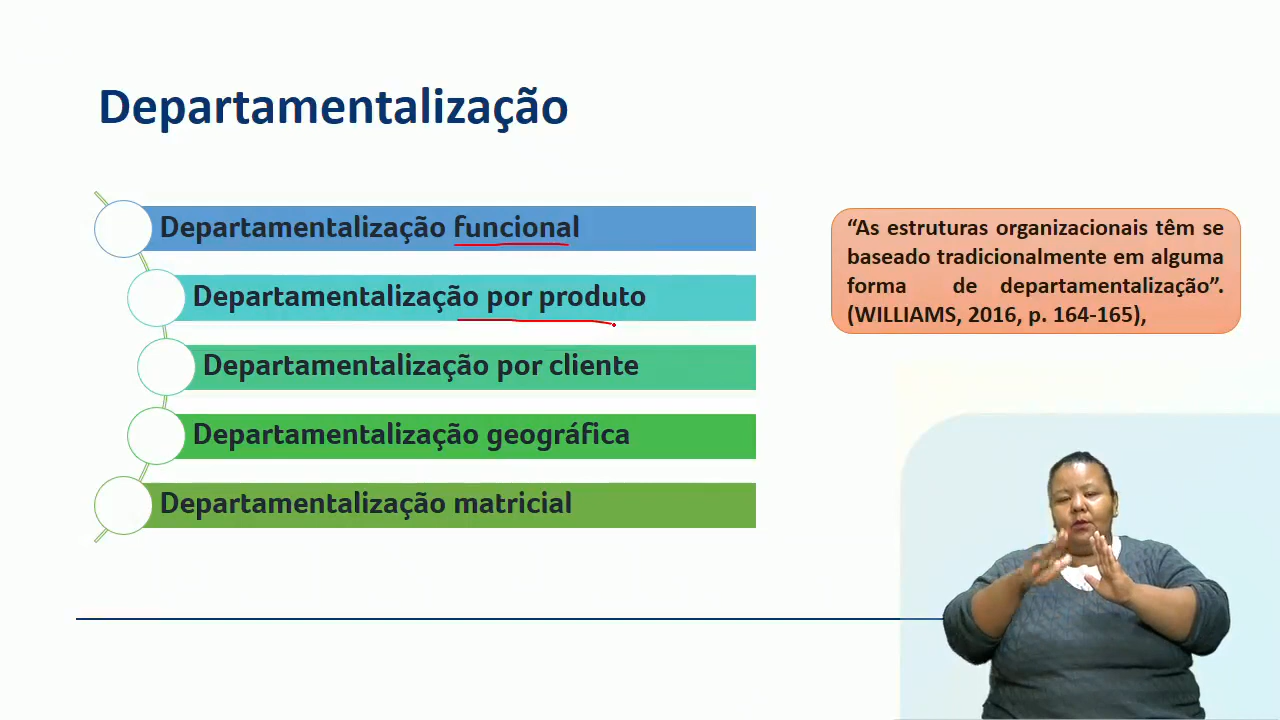 Departamentalização
Departamentalização funcional
Departamentalização por produto
Departamentalização por cliente
Departamentalização geográfica
Departamentalização matricial
“As estruturas organizacionais têm se
baseado tradicionalmente em alguma
forma de departamentalização”.
(WILLIAMS, 2016, p. 164-165),